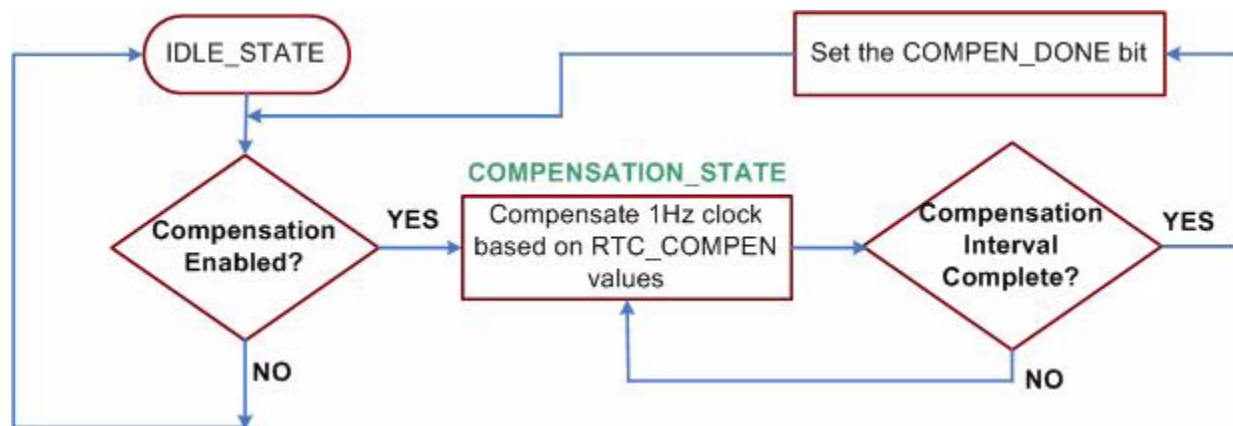 IDLE_STATE
Set the COMPEN_DONE bit
COMPENSATION_STATE
Compensation
Enabled?
YES
Compensate 1Hz clock
based on RTC_COMPEN
values
Compensation
Interval
Complete?
YES
NO
NO